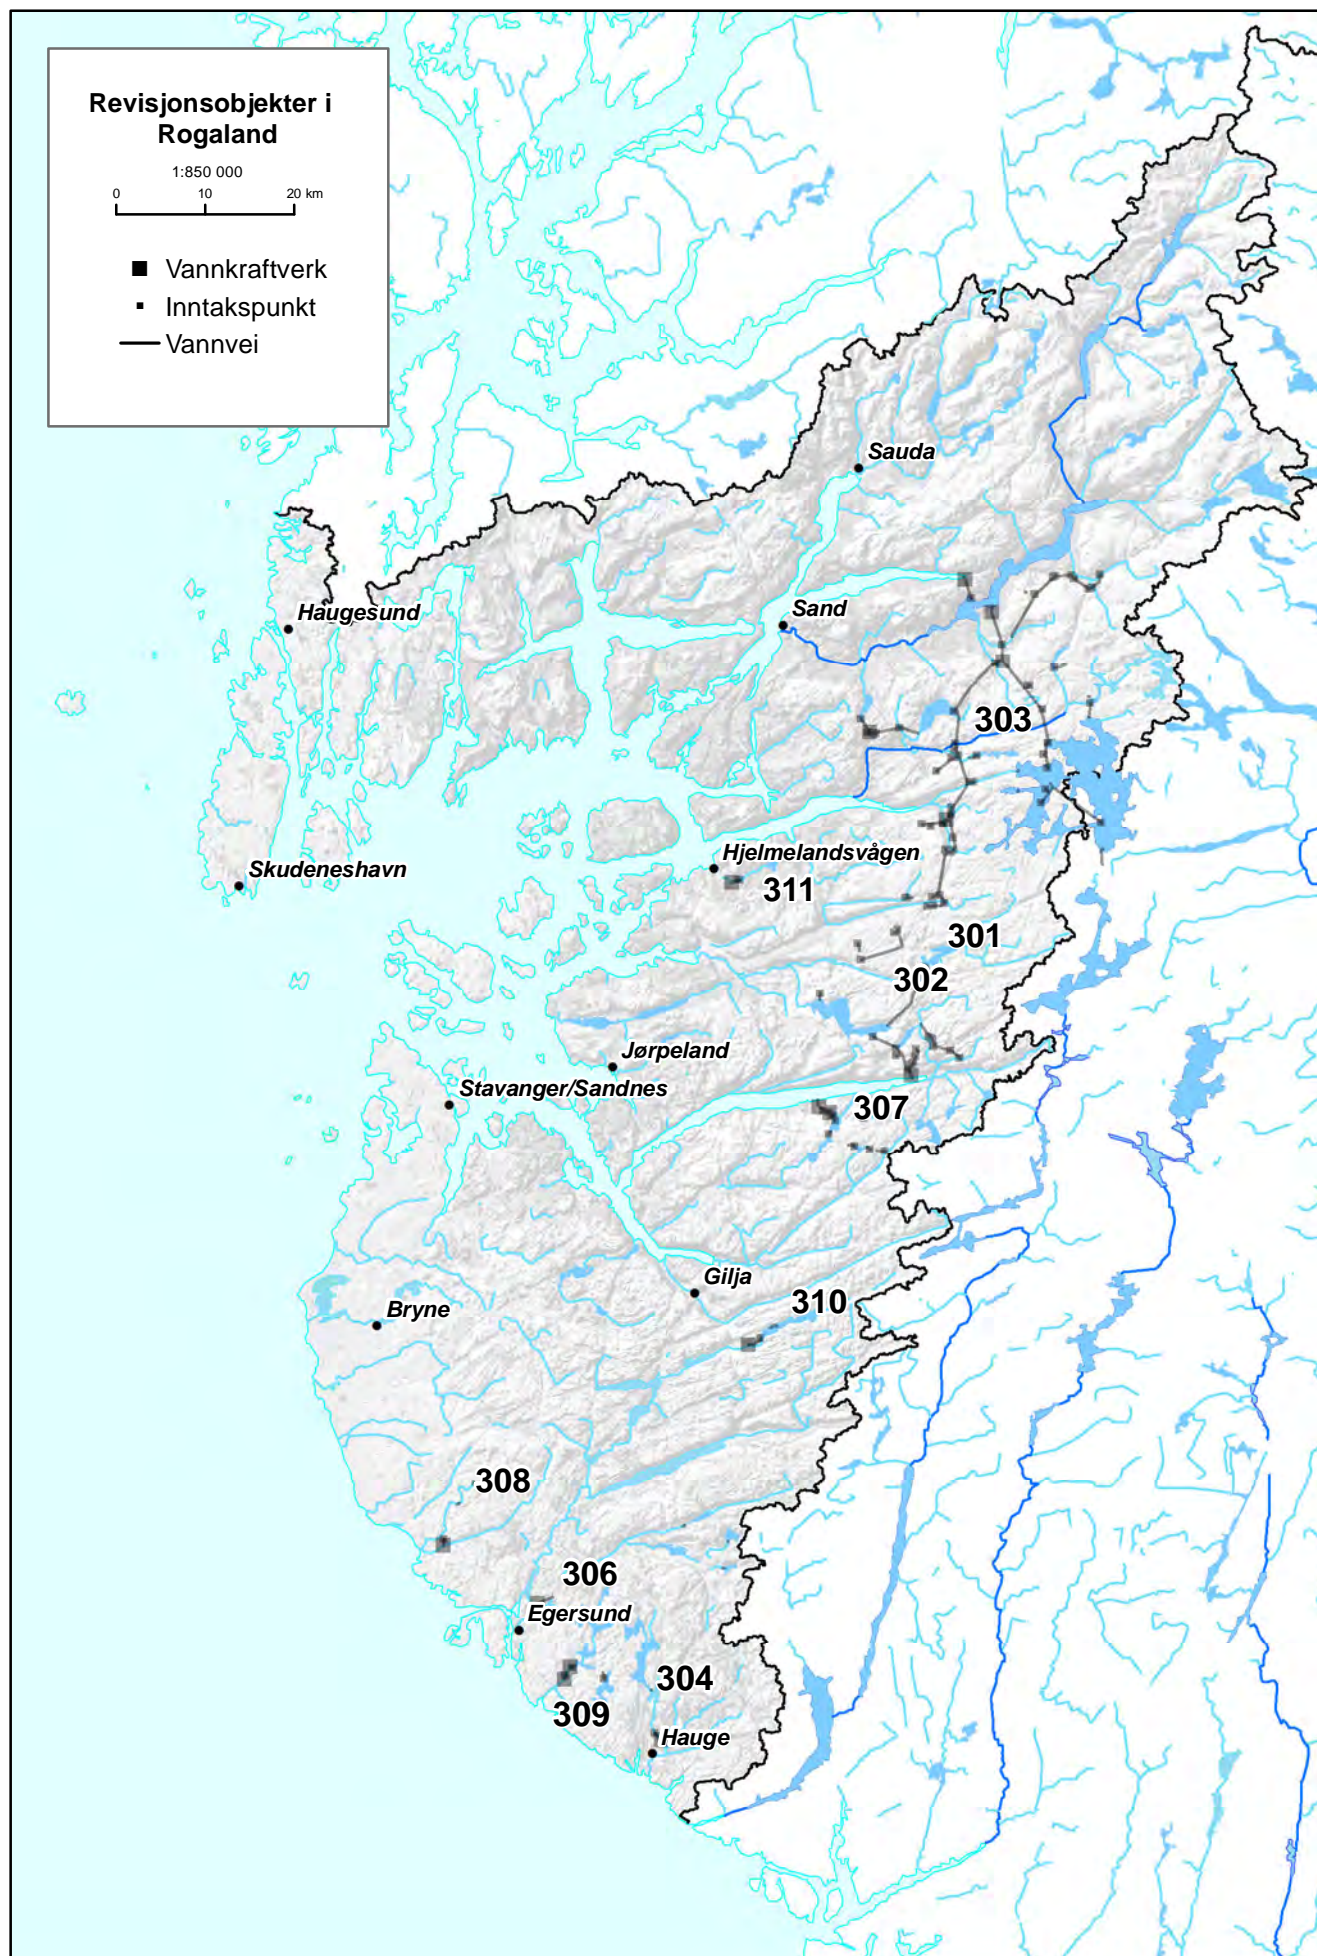 Revisjonsobjekter i
Rogaland
1:850 000
0 10 20 km
Vannkraftverk
Inntakspunkt
Vannvei
Sauda
Haugesund
Sand
303
Hjelmelandsvågen
Skudeneshavn
311
301
302
Jørpeland
Stavanger/Sandnes
307
Gilja
310
Bryne
308
306
Egersund
304
309
Hauge